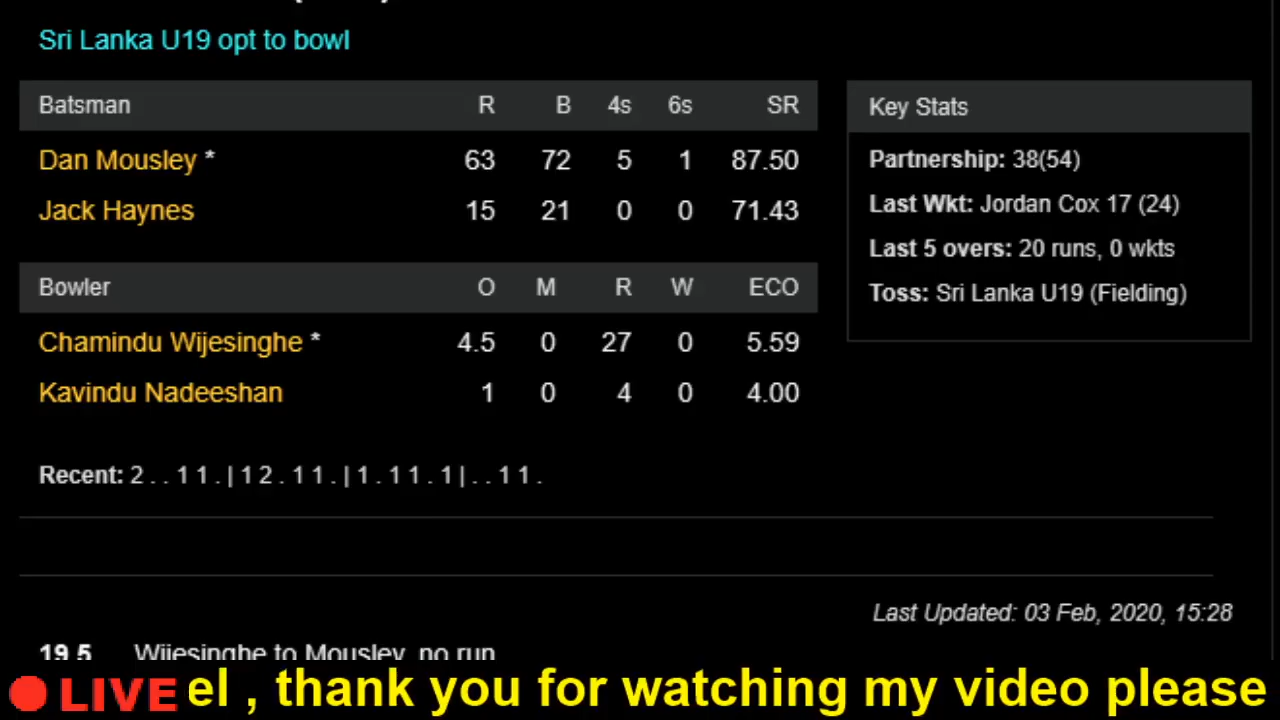 Sri Lanka U19 opt to bowl
Batsman R B 4s 6s SR
Dan Mousley * 63 72 5 1 87.50
Jack Haynes 15 21 0 0 71.43
Bowler O M R W ECO
Chamindu Wijesinghe * 4.5 0 27 0 5.59
Kavindu Nadeeshan 1 0 4 0 4.00
Key Stats
Partnership: 38(54)
Last Wkt: Jordan Cox 17 (24)
Last 5 overs: 20 runs, 0 wkts
Toss: Sri Lanka U19 (Fielding)
Recent: 2 . . 1 1 . | 1 2 . 1 1 . | 1 . 1 1 . 1 | . . 1 1 .
Last Updated: 03 Feb, 2020, 15:28
19.5 Wijesinghe to Mousley, no run
LIVE el , thank you for watching my video please